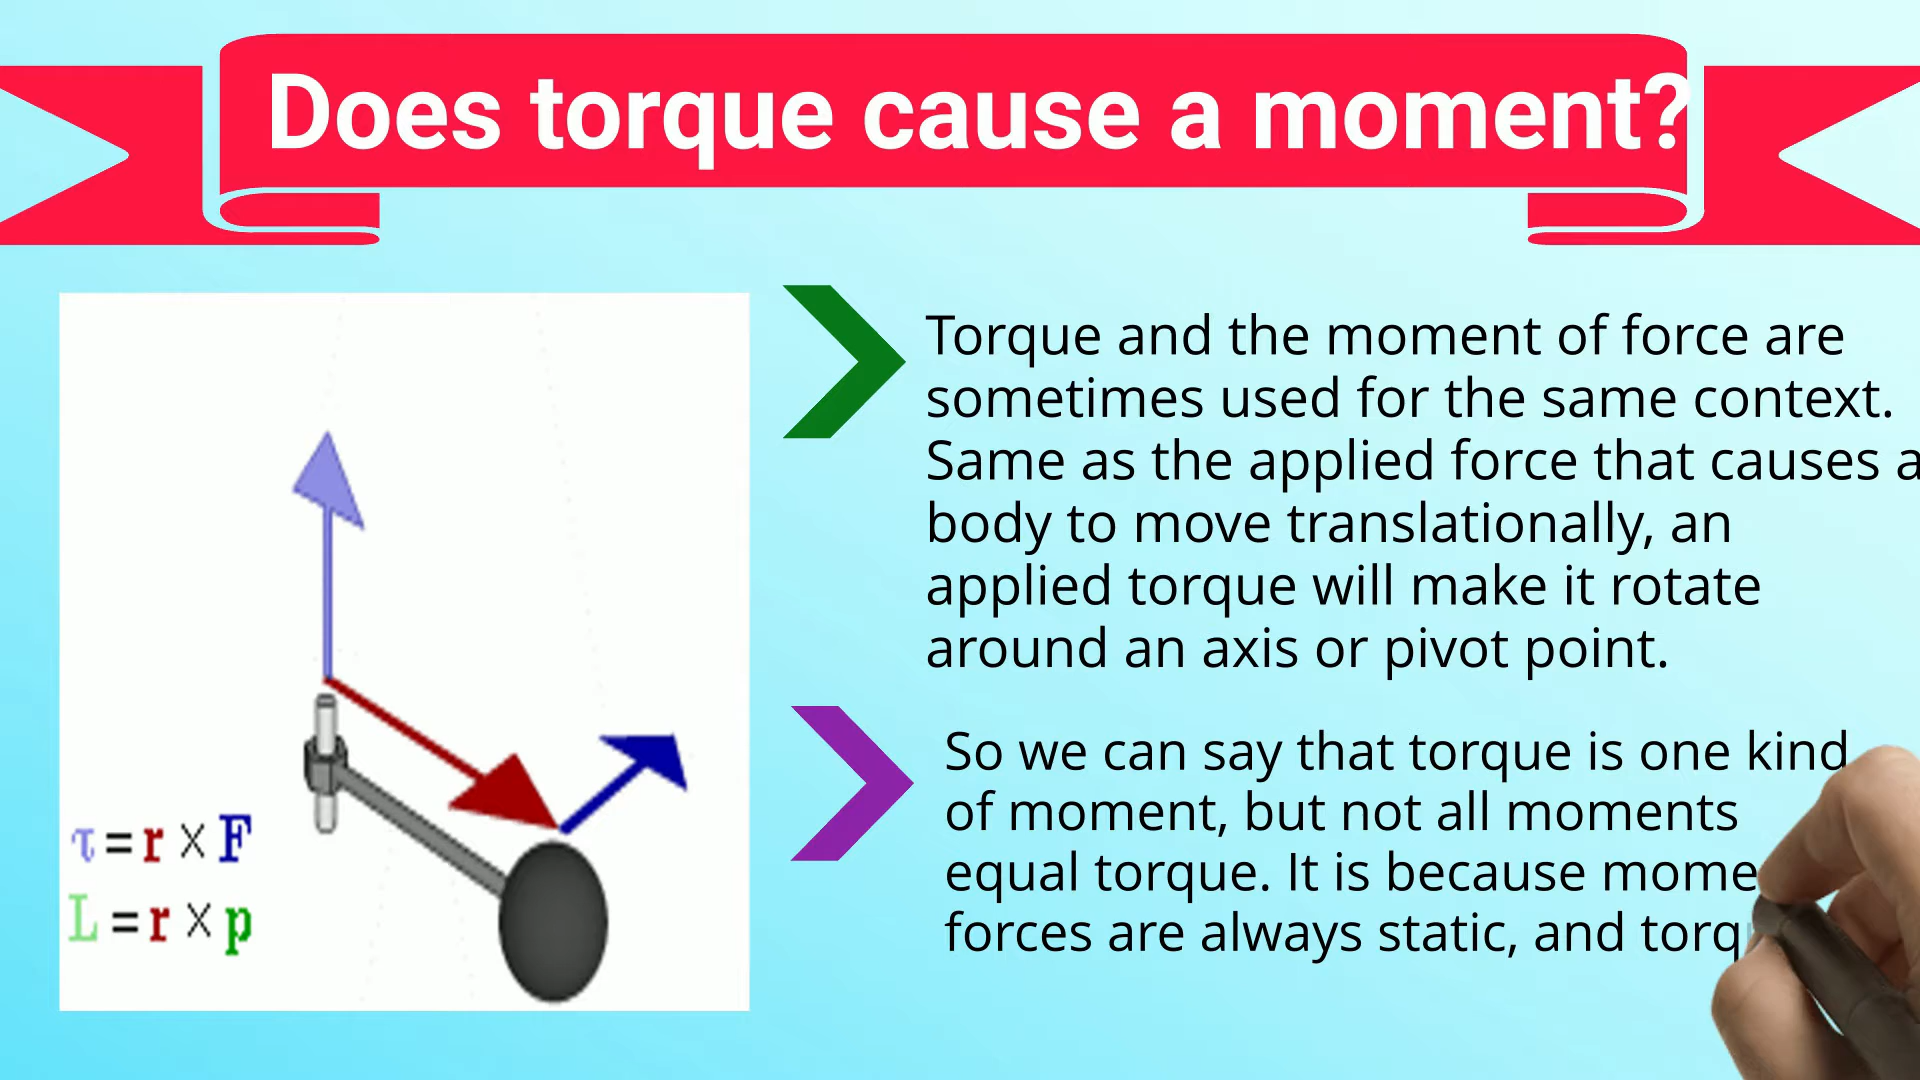 Does torque cause a moment?
Torque and the moment of force are
sometimes used for the same context.
Same as the applied force that causes a
body to move translationally, an
applied torque will make it rotate
around an axis or pivot point.
τ = r × F
L = r × p
So we can say that torque is one kind
of moment, but not all moments
equal torque. It is because
forces are always static, and